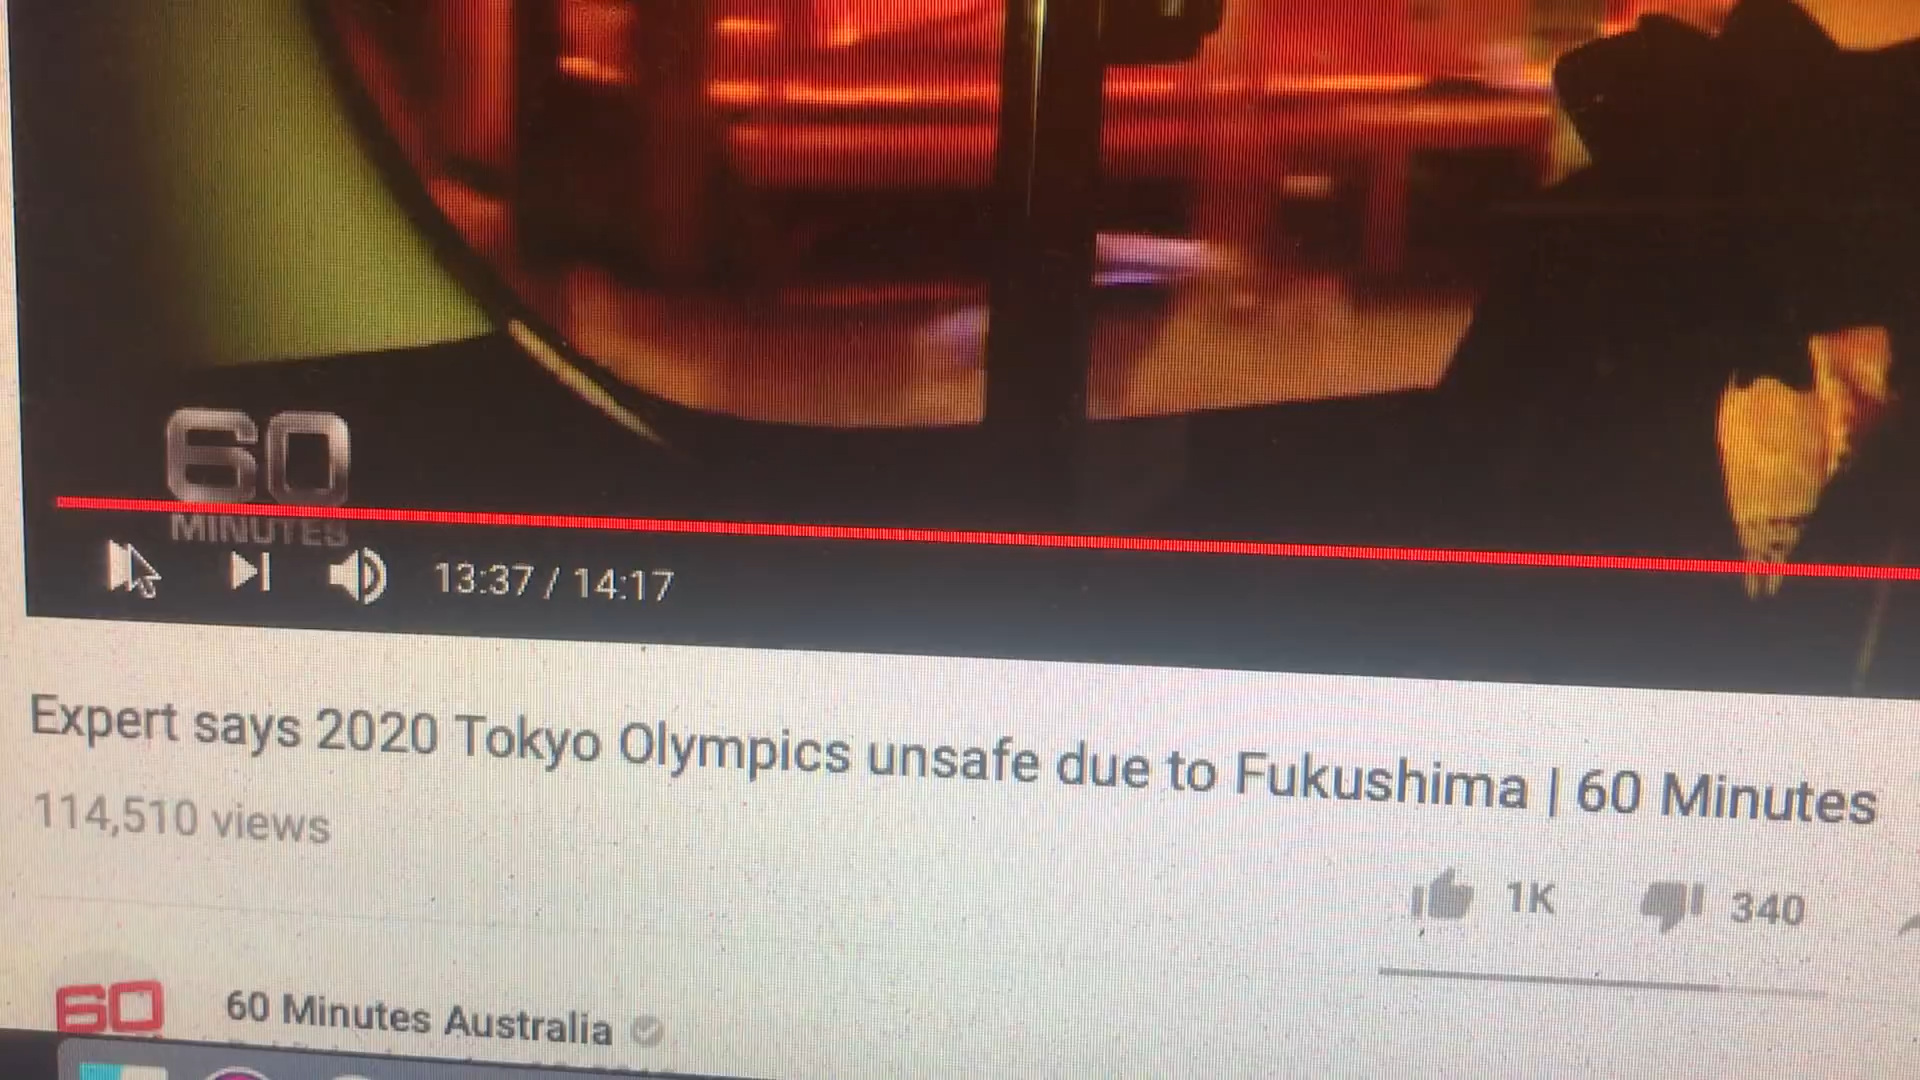 60
MINUTES
13:37 / 14:17
Expert says 2020 Tokyo Olympics unsafe due to Fukushima | 60 Minutes
114,510 views
1K 340
60
60 Minutes Australia